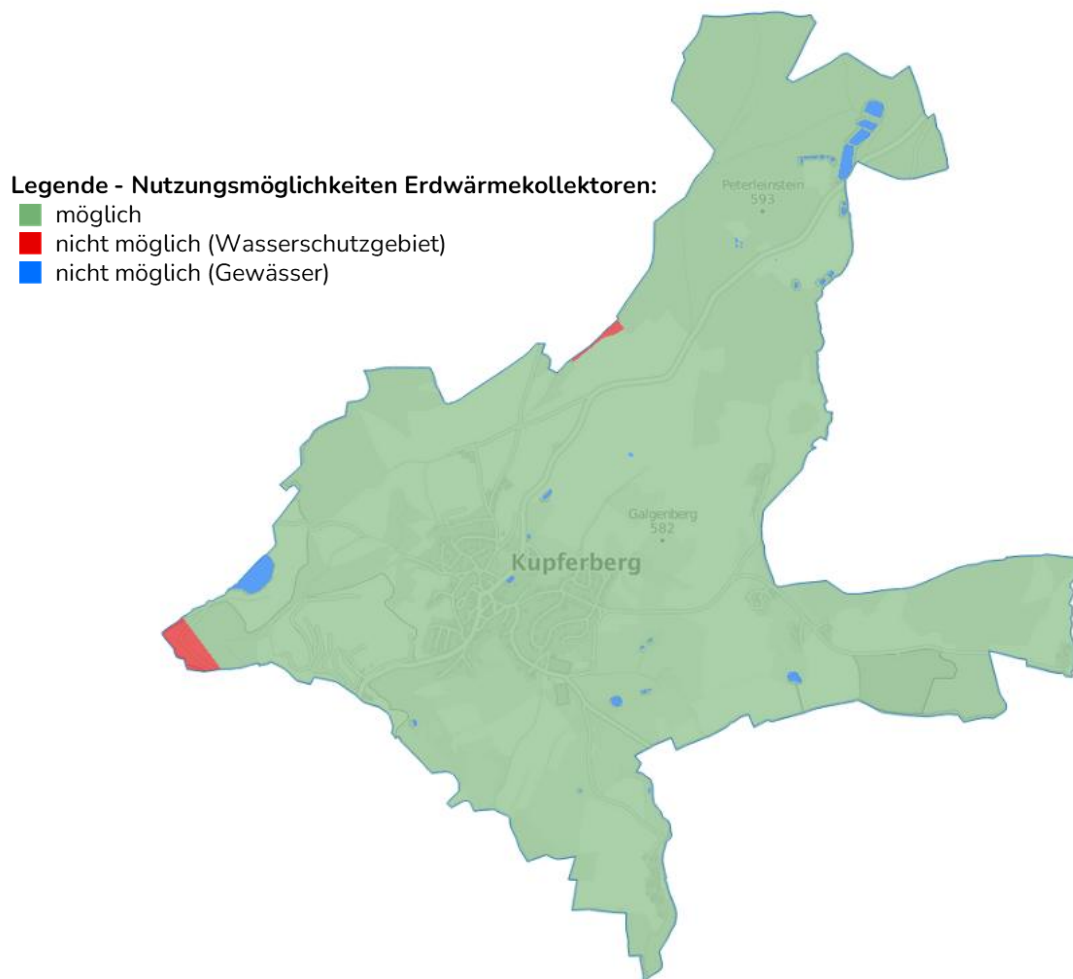 Legende - Nutzungsmöglichkeiten Erdwärmekollektoren:
möglich
nicht möglich (Wasserschutzgebiet)
nicht möglich (Gewässer)
Peterleinstein
593
Galgenberg
582
Kupferberg